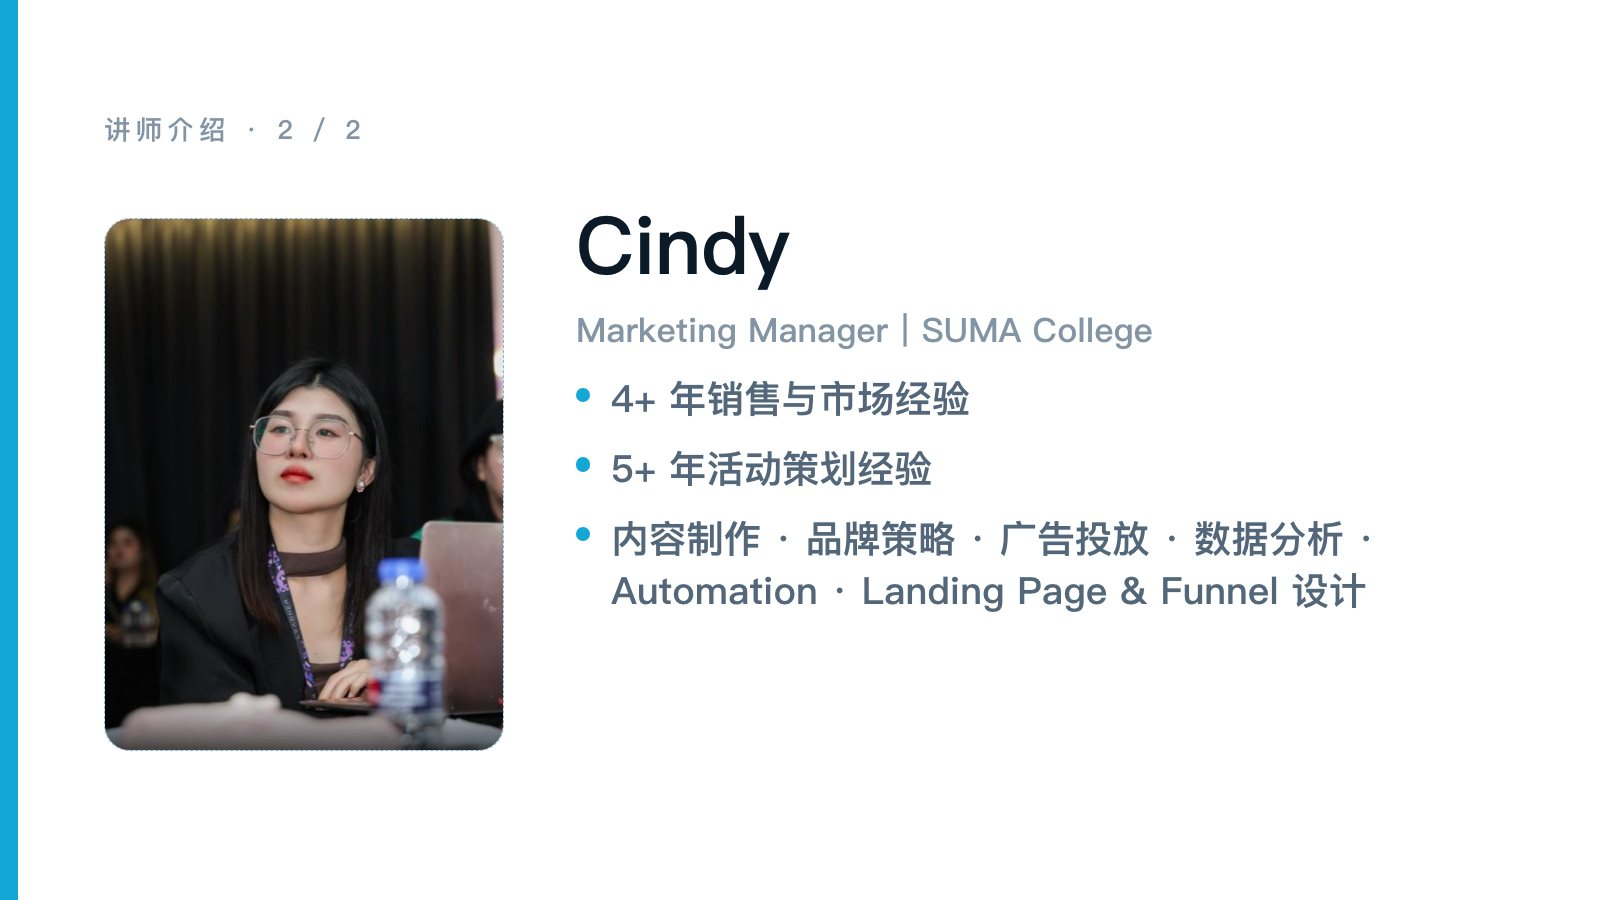 讲师介绍 · 2 / 2
Cindy
Marketing Manager | SUMA College
• 4+ 年销售与市场经验
• 5+ 年活动策划经验
• 内容制作 · 品牌策略 · 广告投放 · 数据分析 ·
Automation · Landing Page & Funnel 设计